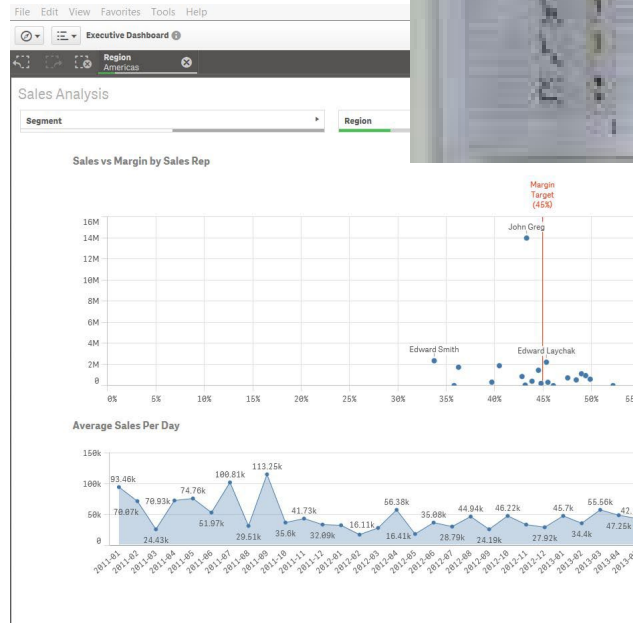 File Edit View Favorites Tools Help
Executive Dashboard
Region
Americas
Sales Analysis
Segment
Region
Sales vs Margin by Sales Rep
Margin
Target
(45%)
16M
John Greg
14M
12M
10M
8M
6M
4M
Edward Smith
Edward Laychak
2M
0
0% 5% 10% 15% 20% 25% 30% 35% 40% 45% 50% 55
Average Sales Per Day
150k
113.25k
100.81k
93.46k
100k
74.76k
70.93k
70.07k
56.38k
55.56k
50k
51.97k
41.73k
35.08k
44.94k
46.22k
45.7k
42.
47.25k
24.43k
29.51k
35.6k
32.09k
16.11k
16.41k
28.79k
24.19k
27.92k
34.4k
0
2011-01 2011-02 2011-03 2011-04 2011-05 2011-06 2011-07 2011-08 2011-09 2011-10 2011-11 2011-12 2012-01 2012-02 2012-03 2012-04 2012-05 2012-06 2012-07 2012-08 2012-09 2012-10 2012-11 2012-12 2013-01 2013-02 2013-03 2013-04 2013-0